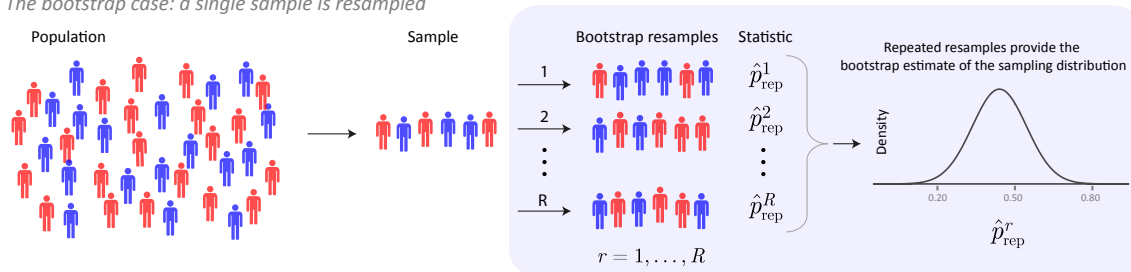 The bootstrap case: a single sample is resampled
Population
Sample
Bootstrap resamples
Statistic
Repeated resamples provide the
bootstrap estimate of the sampling distribution
1
2
R
p̂¹rep
p̂²rep
p̂ᴿrep
r = 1, . . . , R
Density
0.20 0.50 0.80
p̂ʳrep